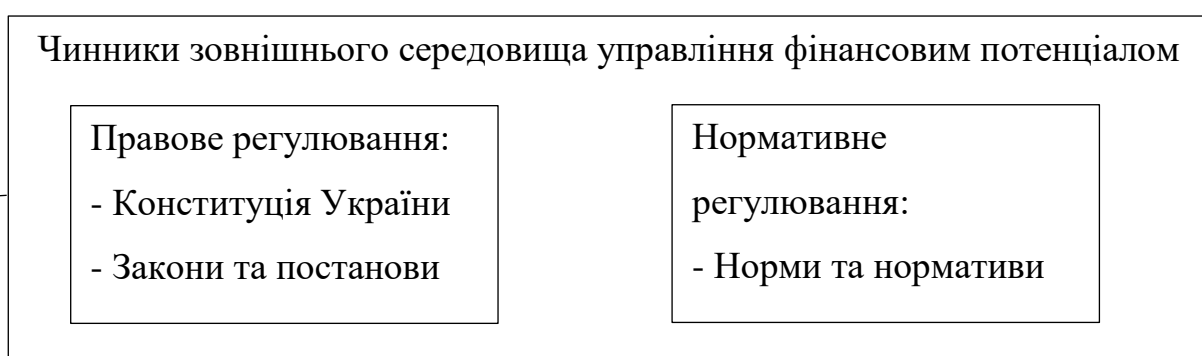 Чинники зовнішнього середовища управління фінансовим потенціалом
Правове регулювання:
- Конституція України
- Закони та постанови
Нормативне
регулювання:
- Норми та нормативи